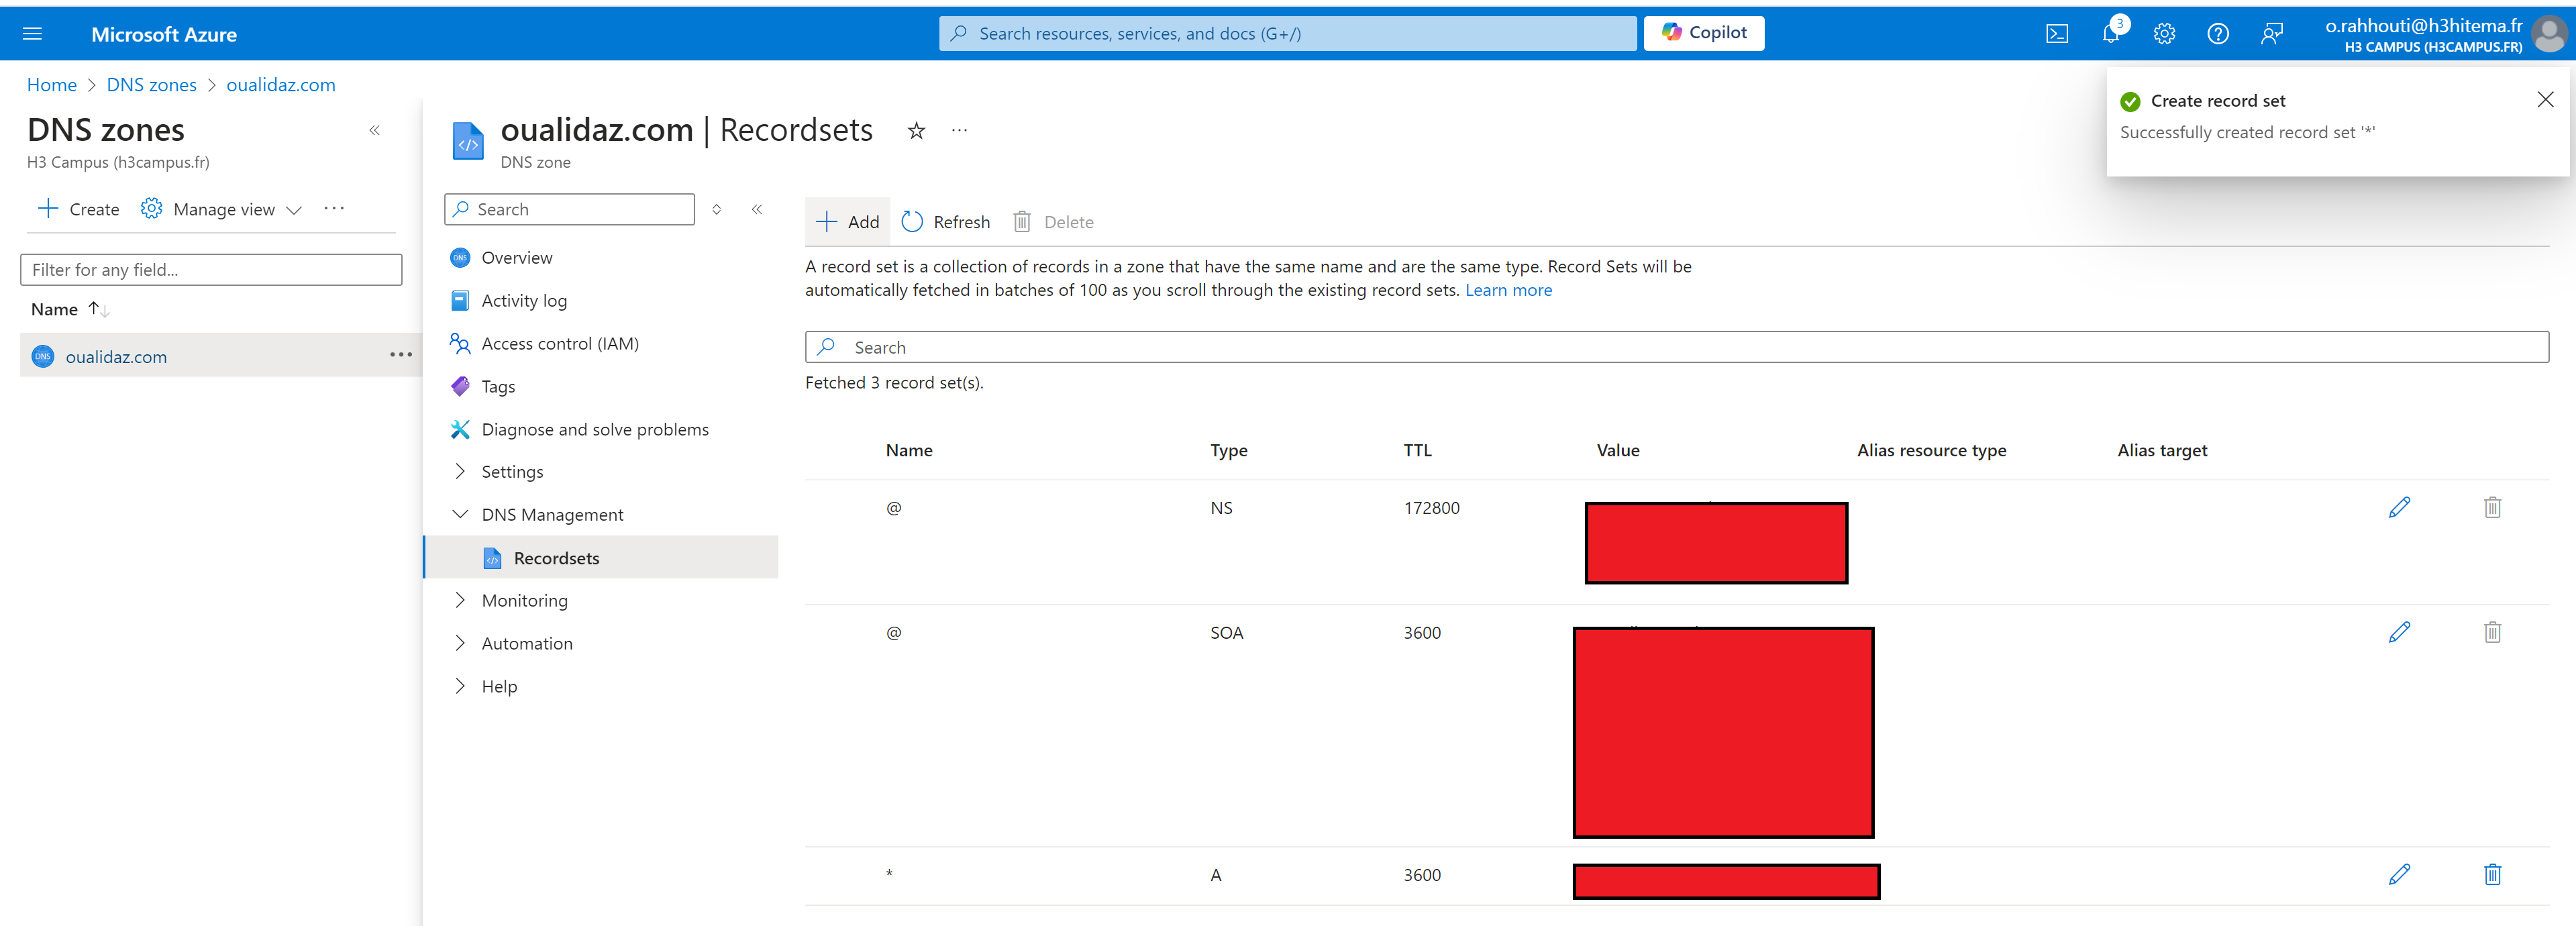 Microsoft Azure
Search resources, services, and docs (G+/)
Copilot
3
o.rahhouti@h3hitema.fr
H3 CAMPUS (H3CAMPUS.FR)
Home > DNS zones > oualidaz.com
Create record set
Successfully created record set '*'
DNS zones
H3 Campus (h3campus.fr)
Create
Manage view
Filter for any field...
Name
DNS
oualidaz.com
oualidaz.com | Recordsets
DNS zone
Search
DNS
Overview
Activity log
Access control (IAM)
Tags
Diagnose and solve problems
Settings
DNS Management
Recordsets
Monitoring
Automation
Help
Add
Refresh
Delete
A record set is a collection of records in a zone that have the same name and are the same type. Record Sets will be
automatically fetched in batches of 100 as you scroll through the existing record sets. Learn more
Search
Fetched 3 record set(s).
Name Type TTL Value Alias resource type Alias target
@ NS 172800
@ SOA 3600
* A 3600